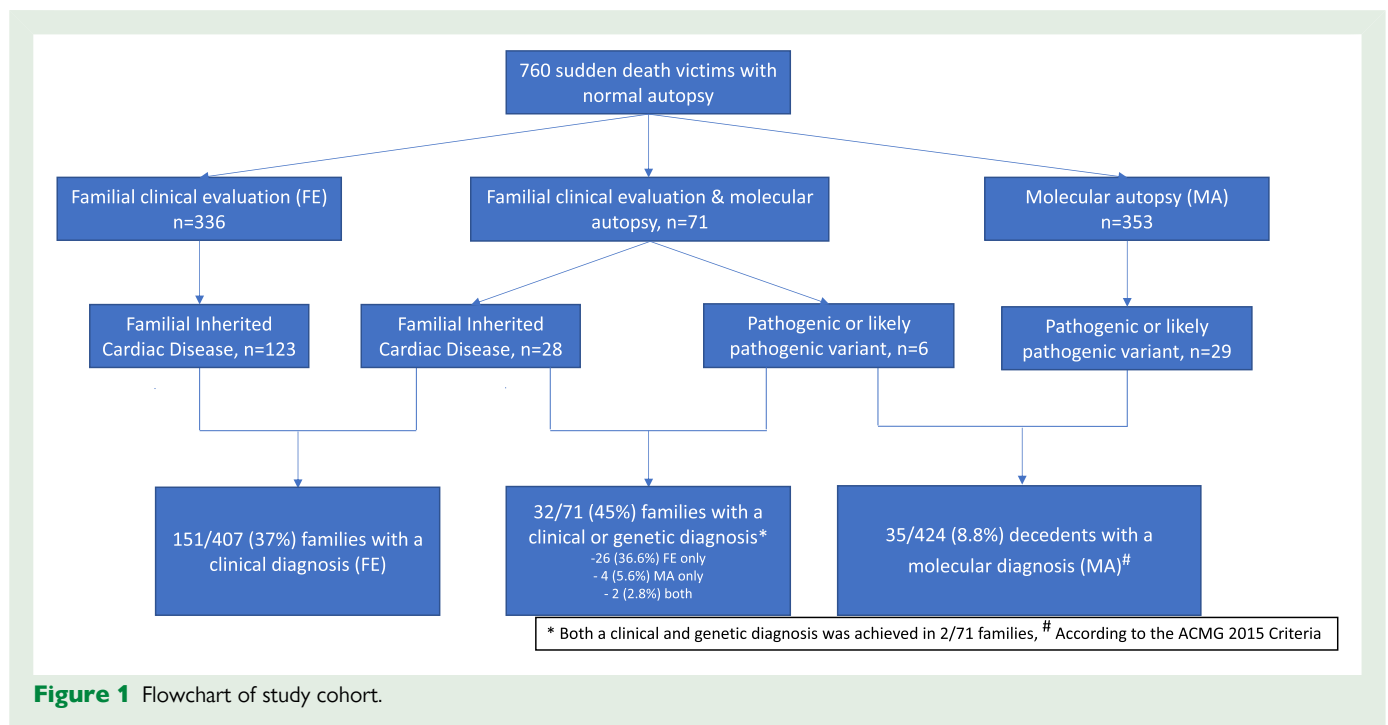 760 sudden death victims with
normal autopsy
Familial clinical evaluation (FE)
n=336
Familial clinical evaluation & molecular
autopsy, n=71
Molecular autopsy (MA)
n=353
Familial Inherited
Cardiac Disease, n=123
Familial Inherited
Cardiac Disease, n=28
Pathogenic or likely
pathogenic variant, n=6
Pathogenic or likely
pathogenic variant, n=29
151/407 (37%) families with a
clinical diagnosis (FE)
32/71 (45%) families with a
clinical or genetic diagnosis*
-26 (36.6%) FE only
- 4 (5.6%) MA only
- 2 (2.8%) both
35/424 (8.8%) decedents with a
molecular diagnosis (MA)#
* Both a clinical and genetic diagnosis was achieved in 2/71 families, # According to the ACMG 2015 Criteria
Figure 1 Flowchart of study cohort.